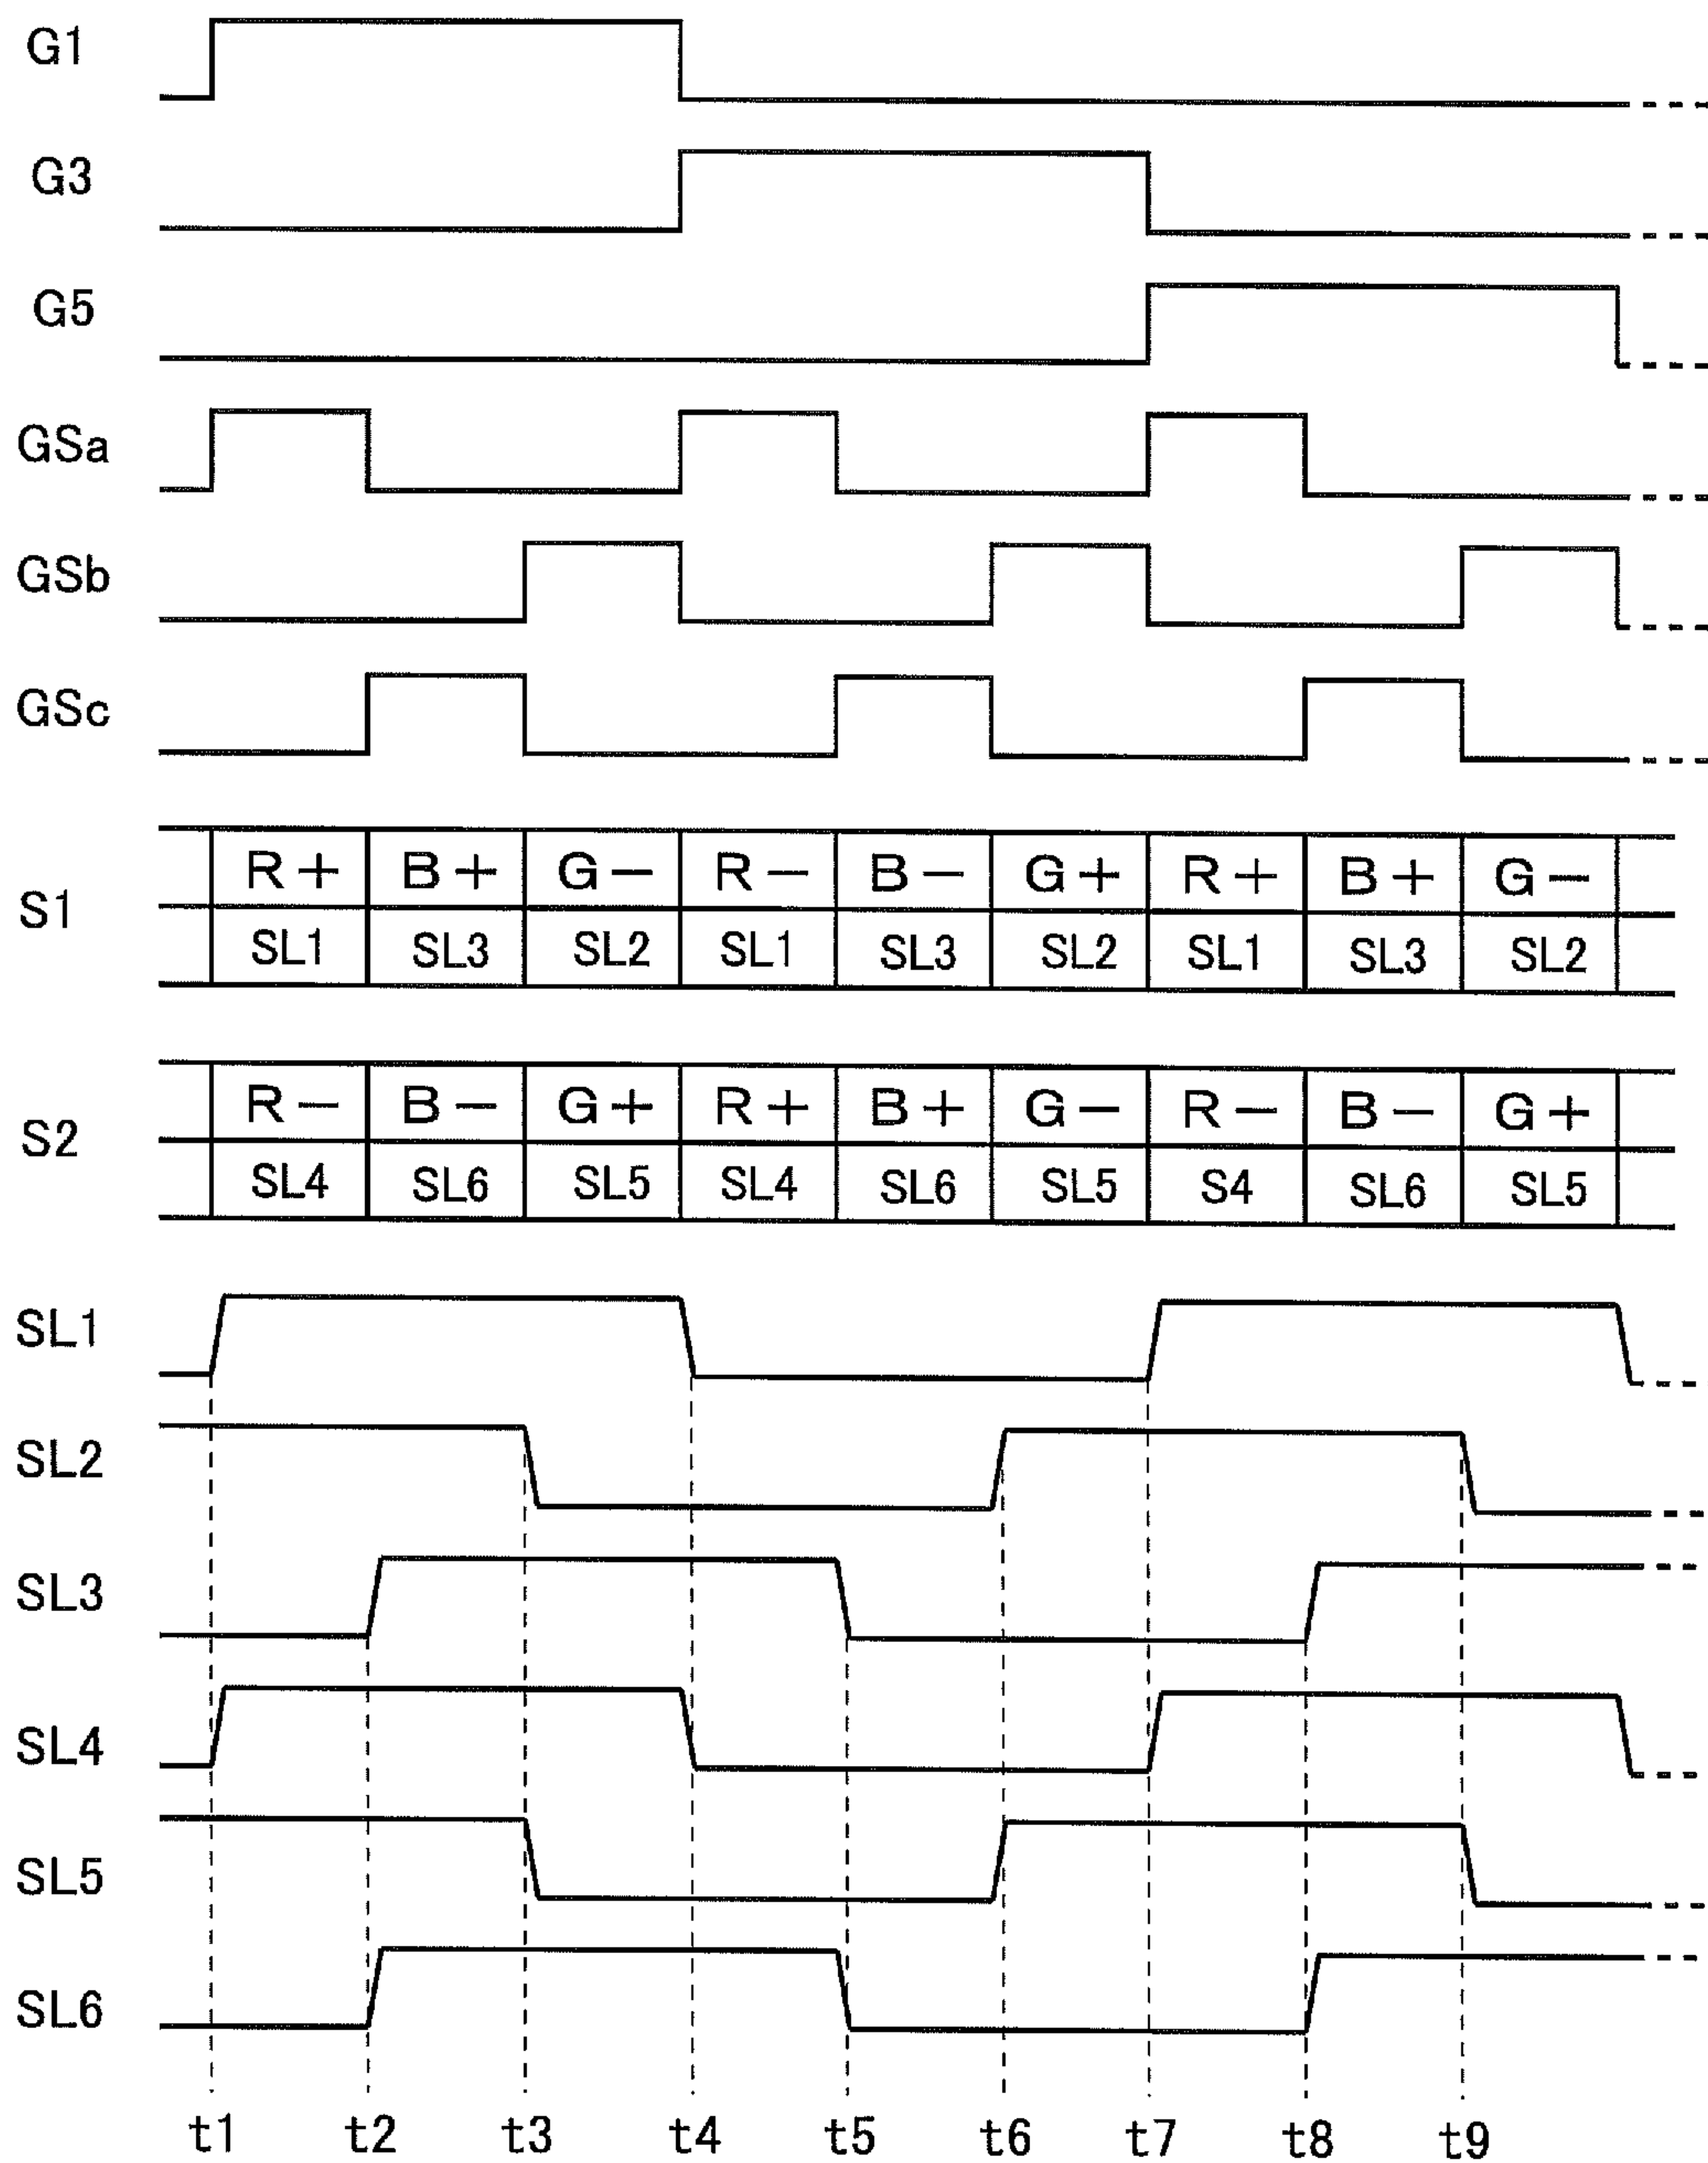 G1
G3
G5
GSa
GSb
GSc
S1
R+ B+ G- R- B- G+ R+ B+ G-
SL1 SL3 SL2 SL1 SL3 SL2 SL1 SL3 SL2
S2
R- B- G+ R+ B+ G- R- B- G+
SL4 SL6 SL5 SL4 SL6 SL5 S4 SL6 SL5
SL1
SL2
SL3
SL4
SL5
SL6
t1 t2 t3 t4 t5 t6 t7 t8 t9